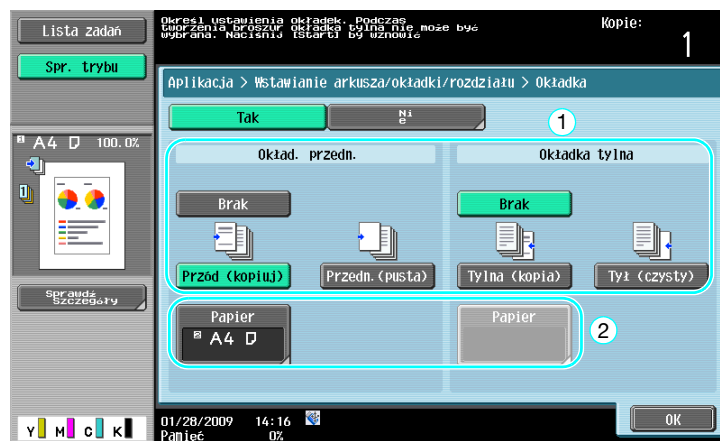 Lista zadań
Określ ustawienia okładek. Podczas
tworzenia broszur okładka tylna nie może być
wybrana. Naciśnij [Start] by wznowić
Kopie:
1
Spr. trybu
Aplikacja > Wstawianie arkusza/okładki/rozdziału > Okładka
Tak
Ni
e
1
A4 100.0%
Okład. przedn.
Okładka tylna
Brak
Brak
1
Przód (kopiuj)
Przedn.(pusta)
Tylna (kopia)
Tył (czysty)
Sprawdź
Szczegóły
Papier
2 A4
Papier
2
Y M C K
01/28/2009 14:16
Pamięć 0%
OK